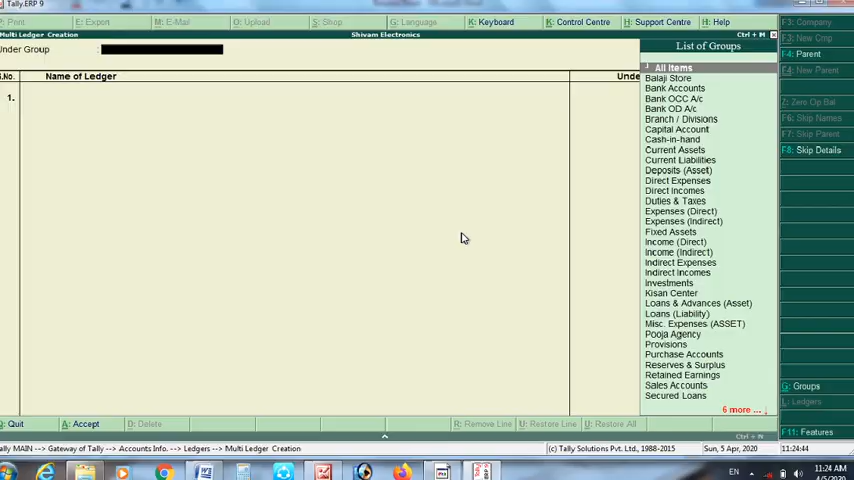 Tally.ERP 9
Print
E: Export
M: E-Mail
O: Upload
S: Shop
G: Language
K: Keyboard
K: Control Centre
H: Support Centre
H: Help
F3: Company
Multi Ledger Creation
Shivam Electronics
Ctrl + M
F3: New Cmp
Under Group :
List of Groups
F4: Parent
F4: New Parent
S.No.
Name of Ledger
Unde
1.
All Items
Balaji Store
Bank Accounts
Bank OCC A/c
Bank OD A/c
Branch / Divisions
Capital Account
Cash-in-hand
Current Assets
Current Liabilities
Deposits (Asset)
Direct Expenses
Direct Incomes
Duties & Taxes
Expenses (Direct)
Expenses (Indirect)
Fixed Assets
Income (Direct)
Income (Indirect)
Indirect Expenses
Indirect Incomes
Investments
Kisan Center
Loans & Advances (Asset)
Loans (Liability)
Misc. Expenses (ASSET)
Pooja Agency
Provisions
Purchase Accounts
Reserves & Surplus
Retained Earnings
Sales Accounts
Secured Loans
6 more ...
Z: Zero Op Bal
F6: Skip Names
F7: Skip Parent
F8: Skip Details
G: Groups
L: Ledgers
F11: Features
Q: Quit
A: Accept
D: Delete
R: Remove Line
U: Restore Line
U: Restore All
Ctrl + N
Tally MAIN --> Gateway of Tally --> Accounts Info. --> Ledgers --> Multi Ledger Creation
(c) Tally Solutions Pvt. Ltd., 1988-2015
Sun, 5 Apr, 2020
11:24:44
EN
11:24 AM
4/5/2020